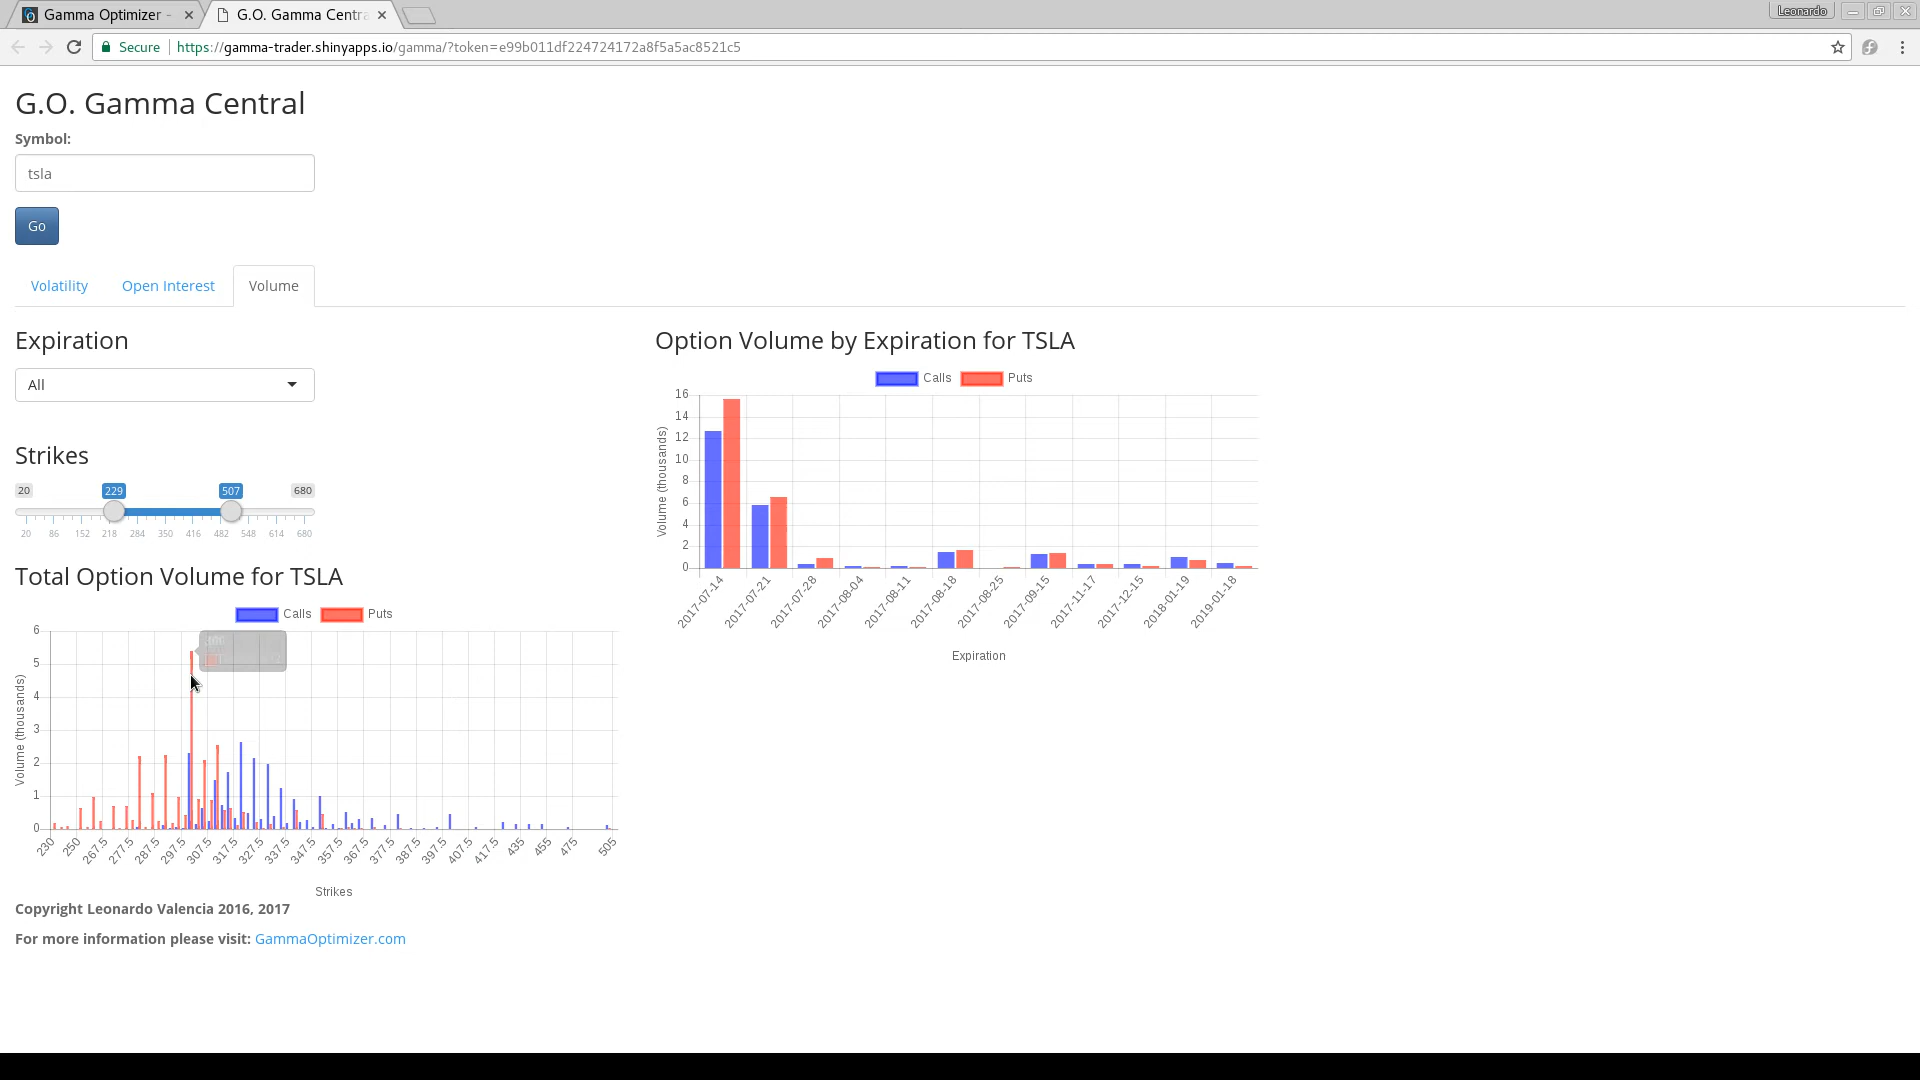 Gamma Optimizer -
G.O. Gamma Centra
Leonardo
Secure
https://gamma-trader.shinyapps.io/gamma/?token=e99b011df224724172a8f5a5ac8521c5
G.O. Gamma Central
Symbol:
tsla
Go
Volatility
Open Interest
Volume
Expiration
All
Strikes
20 229 507 680
20 86 152 218 284 350 416 482 548 614 680
Total Option Volume for TSLA
Calls Puts
Volume (thousands)
6
5
4
3
2
1
0
230 250 267.5 277.5 287.5 297.5 307.5 317.5 327.5 337.5 347.5 357.5 367.5 377.5 387.5 397.5 407.5 417.5 435 455 475 505
Strikes
Option Volume by Expiration for TSLA
Calls Puts
Volume (thousands)
16
14
12
10
8
6
4
2
0
2017-07-14 2017-07-21 2017-07-28 2017-08-04 2017-08-11 2017-08-18 2017-08-25 2017-09-15 2017-11-17 2017-12-15 2018-01-19 2019-01-18
Expiration
Copyright Leonardo Valencia 2016, 2017
For more information please visit: GammaOptimizer.com